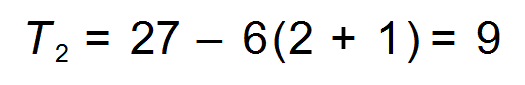 T₂ = 27 – 6(2 + 1) = 9